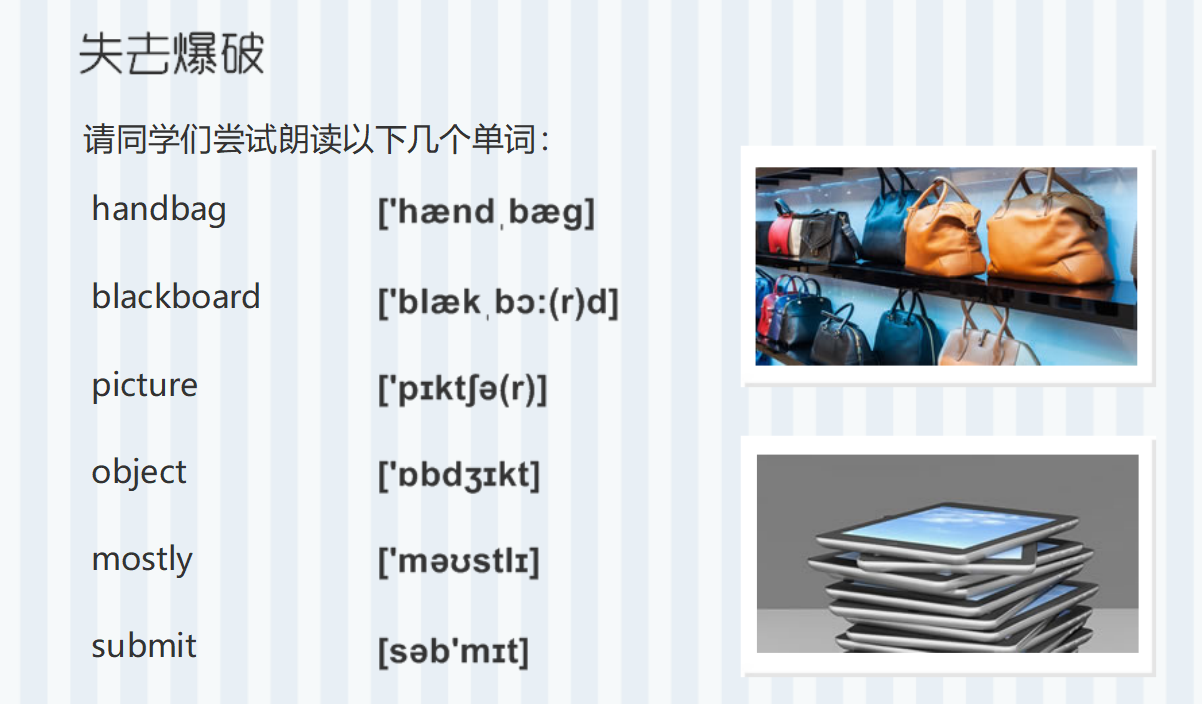 失去爆破
请同学们尝试朗读以下几个单词：
handbag ['hændˌbæg]
blackboard ['blækˌbɔ:(r)d]
picture ['pɪktʃə(r)]
object ['ɒbdʒɪkt]
mostly ['məʊstlɪ]
submit [səb'mɪt]